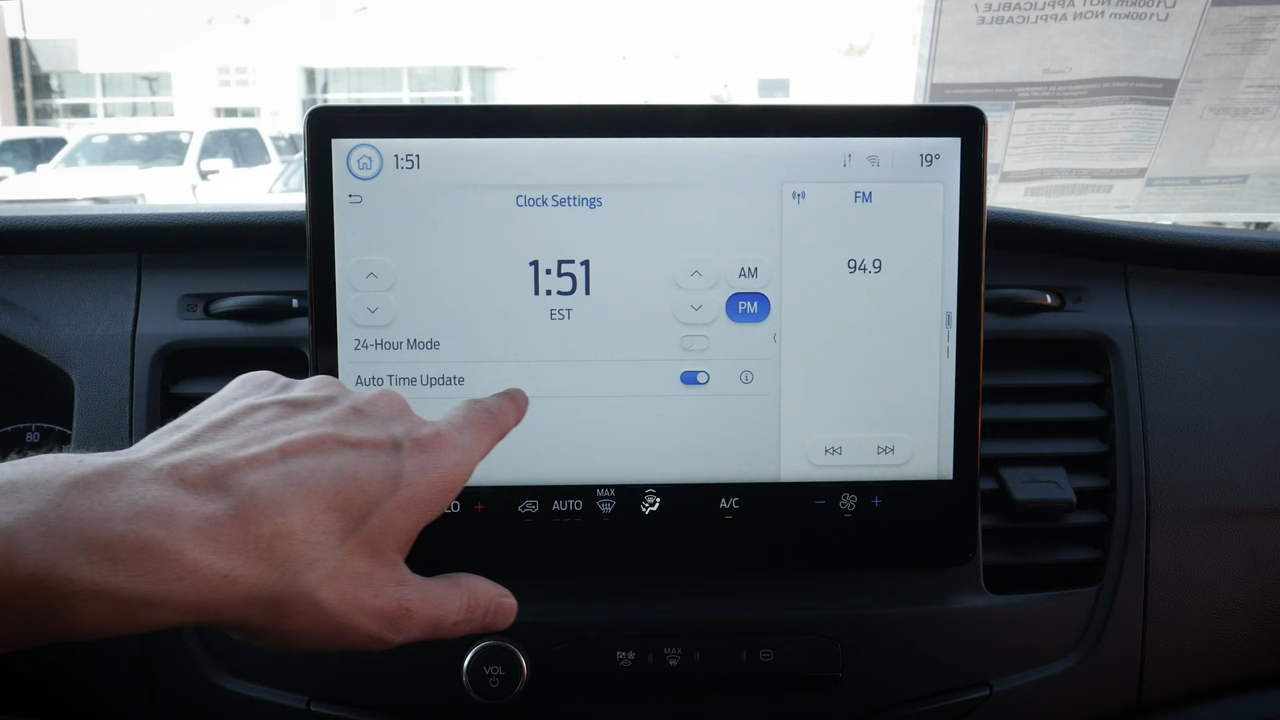 L/100km NOT APPLICABLE /
L/100km NON APPLICABLE
1:51
19°
Clock Settings
FM
1:51
EST
AM
PM
94.9
24-Hour Mode
Auto Time Update
80
LO +
AUTO
MAX
A/C
− +
VOL
MAX